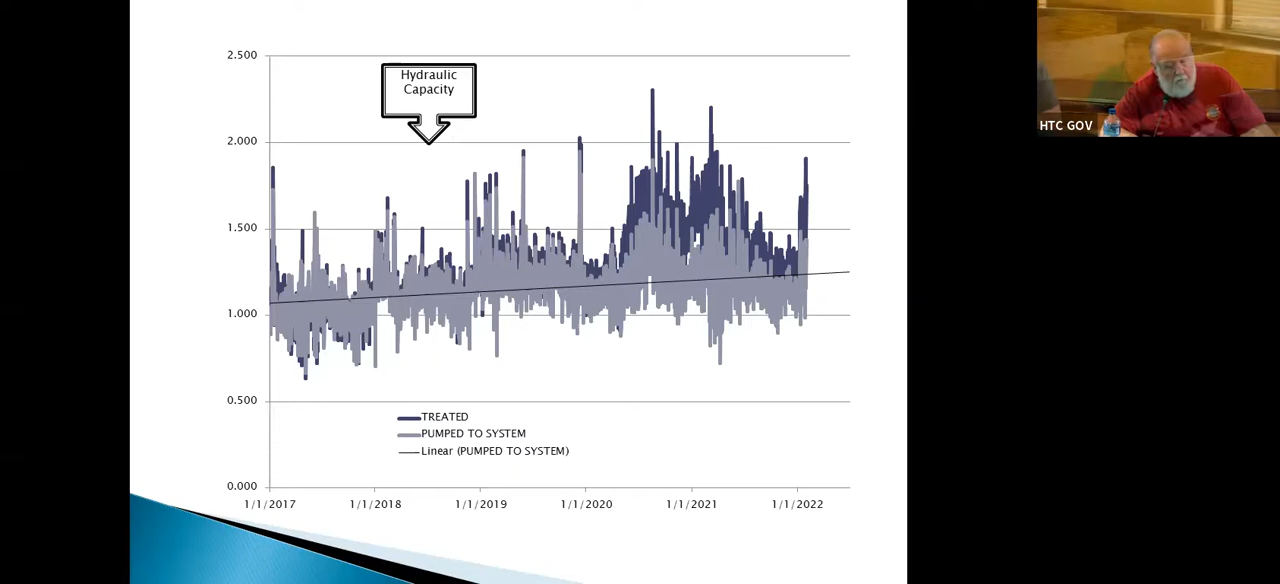 2.500
Hydraulic
Capacity
2.000
1.500
1.000
0.500
TREATED
PUMPED TO SYSTEM
Linear (PUMPED TO SYSTEM)
0.000
1/1/2017 1/1/2018 1/1/2019 1/1/2020 1/1/2021 1/1/2022
HTC GOV